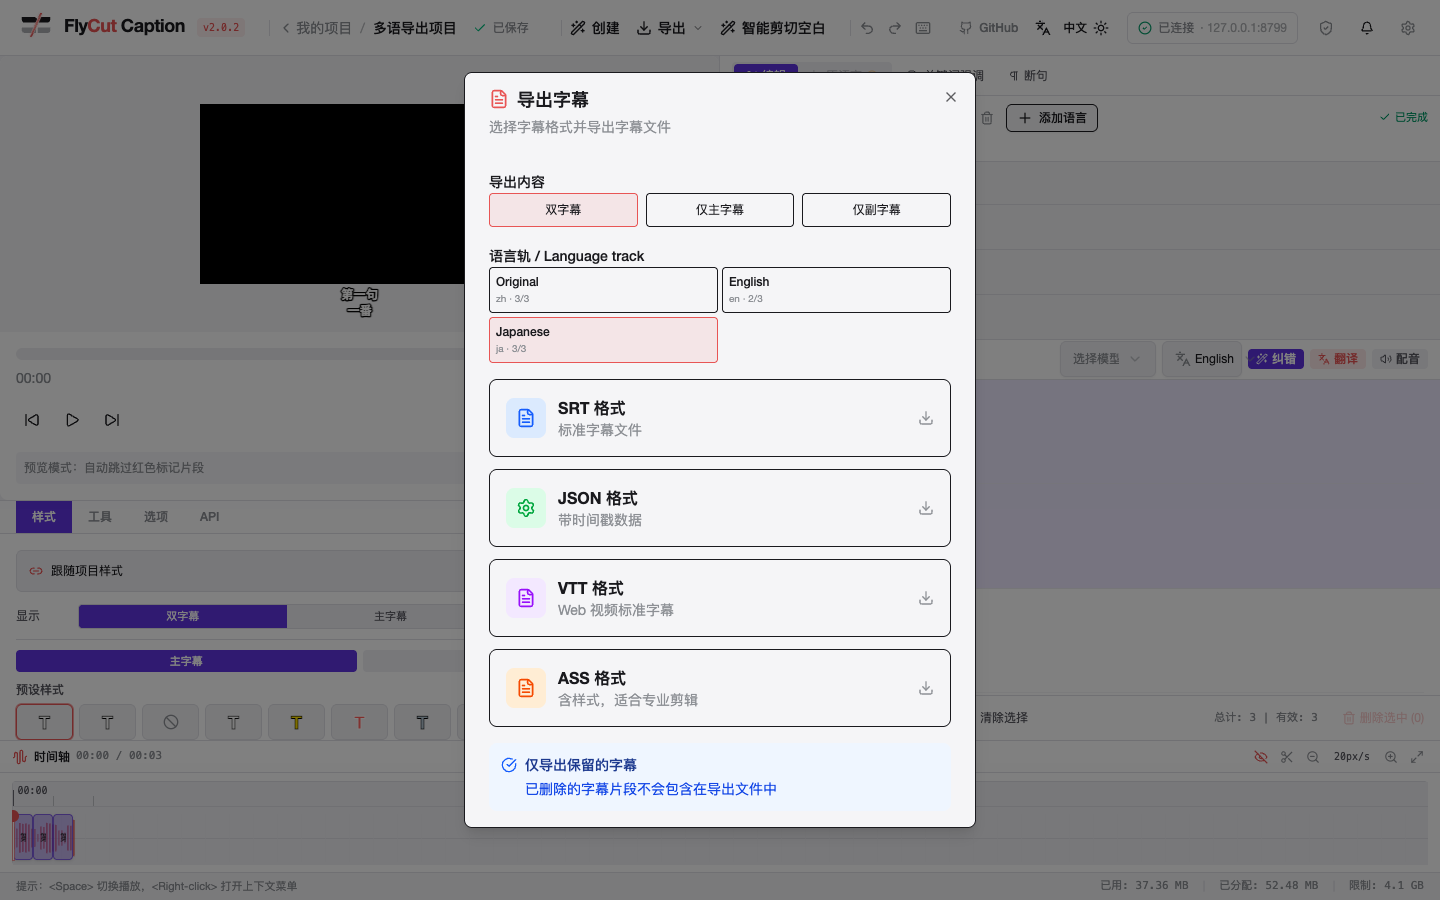 FlyCut Caption v2.0.2 我的项目 / 多语导出项目 已保存 创建 导出 智能剪切空白 GitHub 中文 已连接 · 127.0.0.1:8799
断句
添加语言 已完成
导出字幕
选择字幕格式并导出字幕文件
导出内容
双字幕 仅主字幕 仅副字幕
语言轨 / Language track
Original
zh · 3/3
English
en · 2/3
Japanese
ja · 3/3
SRT 格式
标准字幕文件
JSON 格式
带时间戳数据
VTT 格式
Web 视频标准字幕
ASS 格式
含样式，适合专业剪辑
仅导出保留的字幕
已删除的字幕片段不会包含在导出文件中
第一句
一番
00:00
预览模式：自动跳过红色标记片段
选择模型 English 纠错 翻译 配音
样式 工具 选项 API
跟随项目样式
显示 双字幕 主字幕
主字幕
预设样式
T T T T T T
清除选择 总计: 3 | 有效: 3 删除选中 (0)
时间轴 00:00 / 00:03 20px/s
00:00
提示: <Space> 切换播放, <Right-click> 打开上下文菜单 已用: 37.36 MB 已分配: 52.48 MB 限制: 4.1 GB